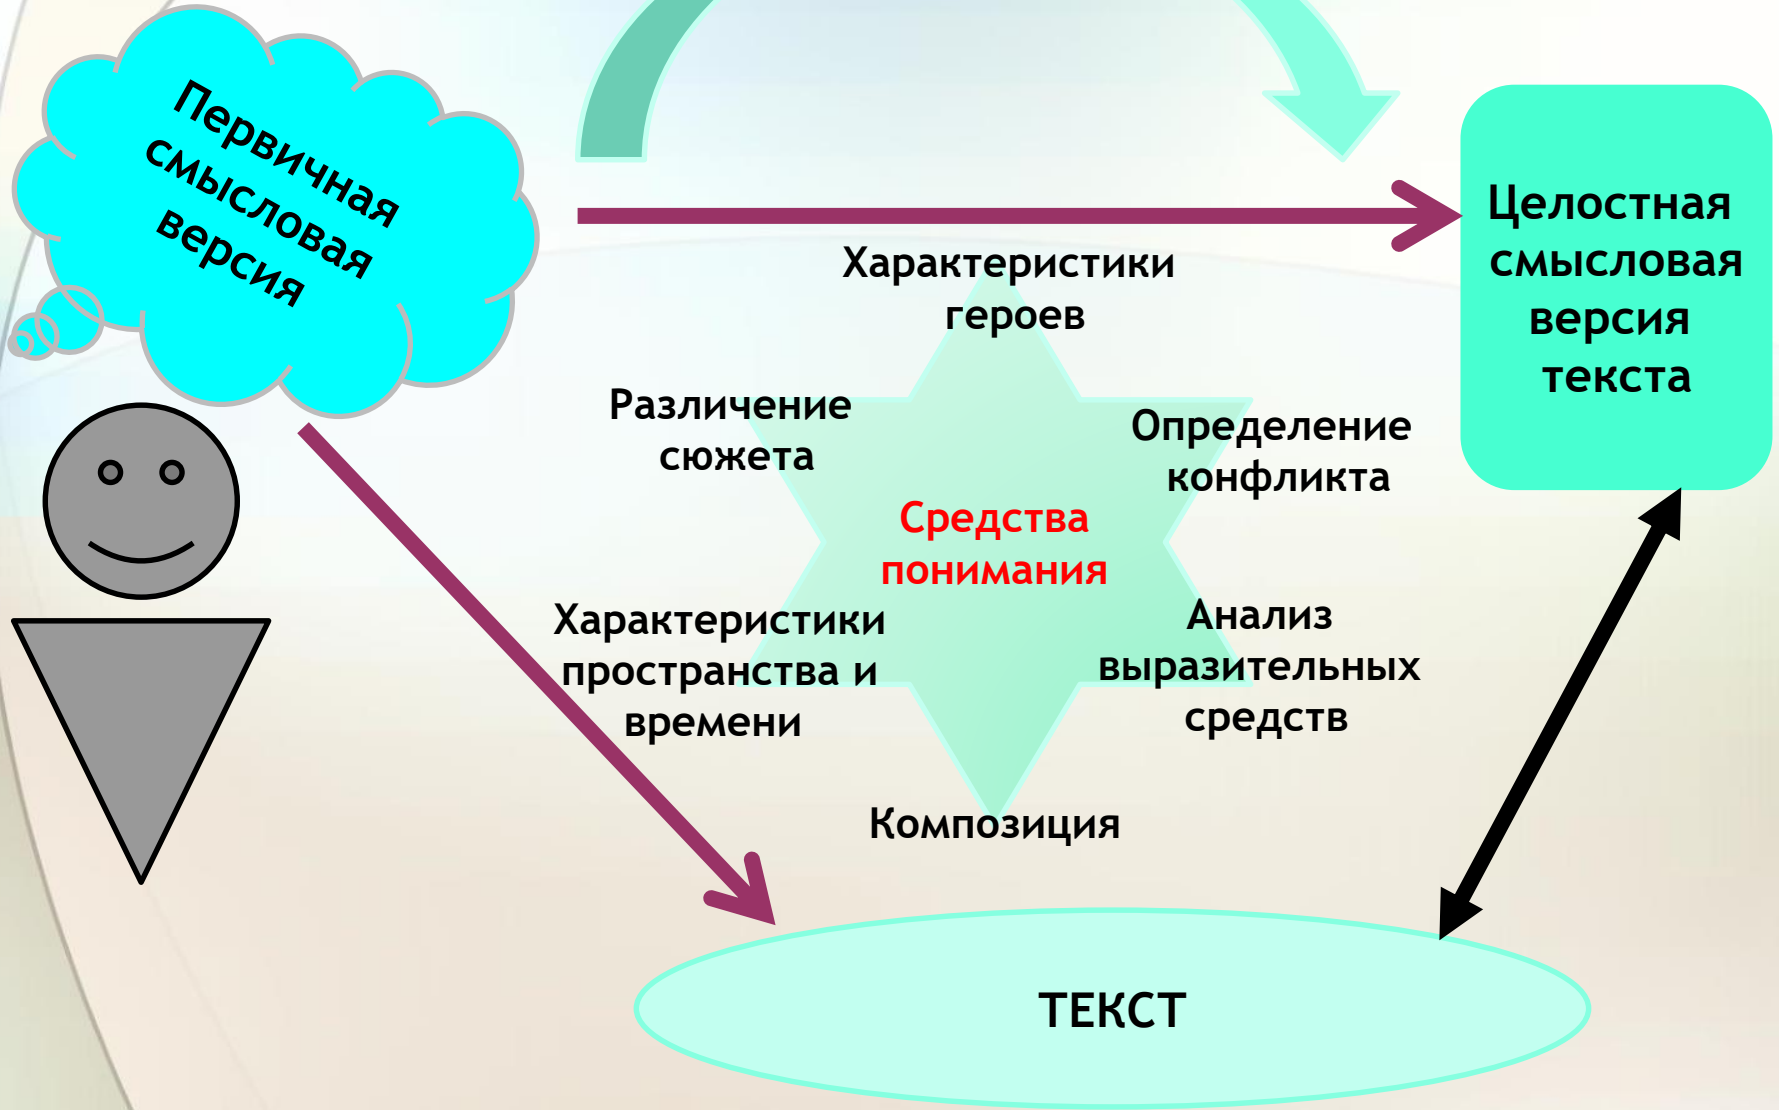 Первичная
смысловая
версия
Целостная
смысловая
версия
текста
Характеристики
героев
Различение
сюжета
Определение
конфликта
Средства
понимания
Характеристики
пространства и
времени
Анализ
выразительных
средств
Композиция
ТЕКСТ